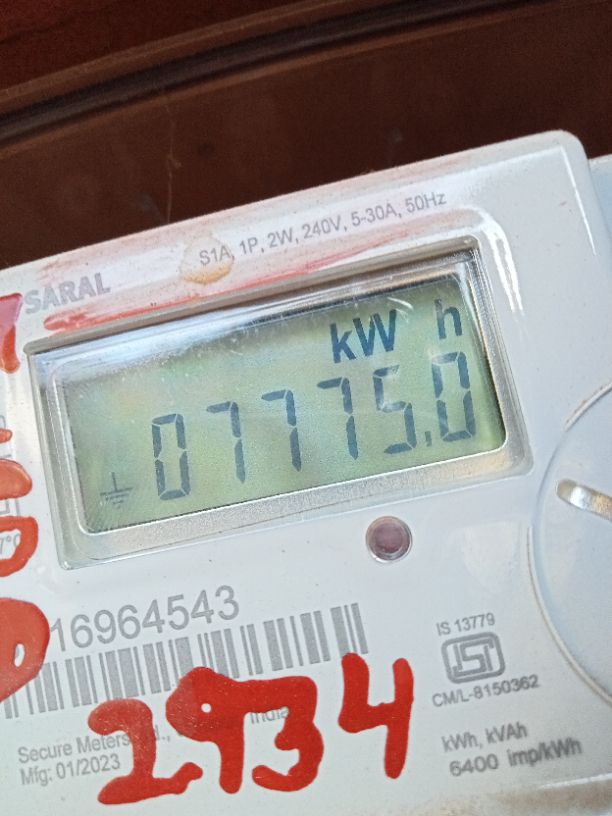 S1A, 1P, 2W, 240V, 5-30A, 50Hz
SARAL
kW h
07775.0
16964543
IS 13779
CM/L-8150362
2934
Secure Meters India
Mfg: 01/2023
kWh, kVAh
6400 imp/kWh